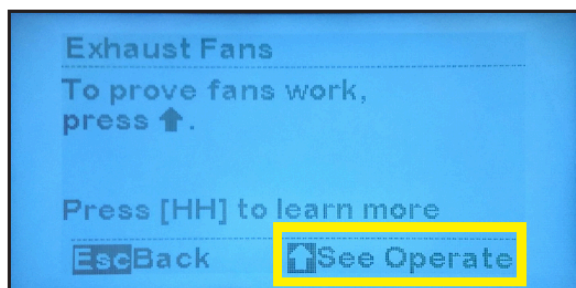 Exhaust Fans
To prove fans work,
press ⬆.
Press [HH] to learn more
EscBack ⬆See Operate